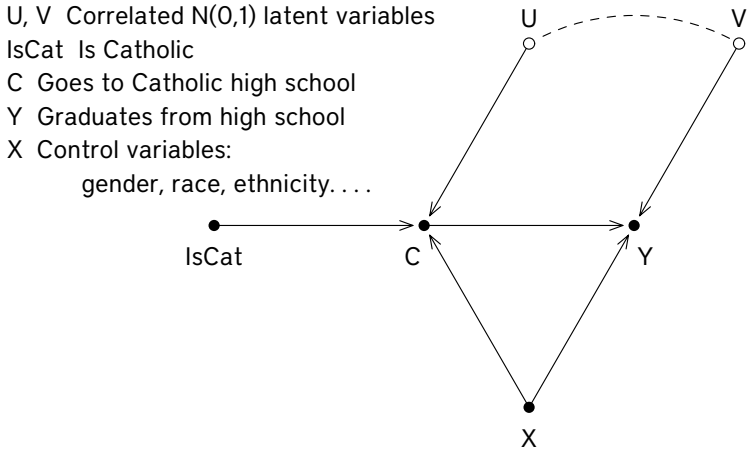 U, V Correlated N(0,1) latent variables
IsCat Is Catholic
C Goes to Catholic high school
Y Graduates from high school
X Control variables:
gender, race, ethnicity. . . .
U
V
IsCat
C
Y
X